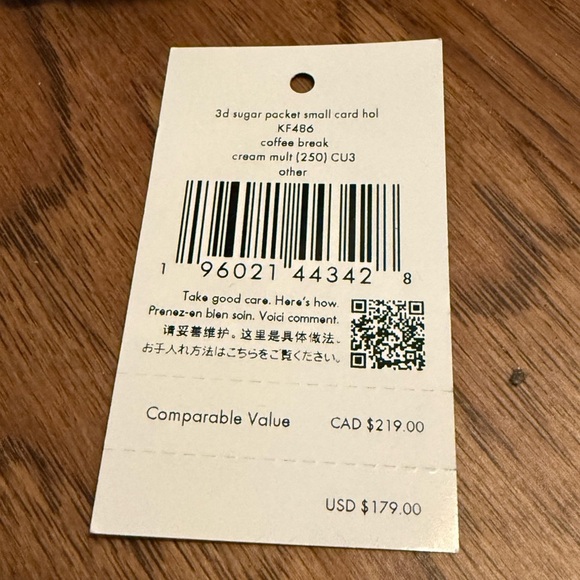 3d sugar packet small card hol
KF486
coffee break
cream mult (250) CU3
other
1 96021 44342 8
Take good care. Here's how.
Prenez-en bien soin. Voici comment.
请妥善维护。这里是具体做法。
お手入れ方法はこちらをご覧ください。
Comparable Value CAD $219.00
USD $179.00